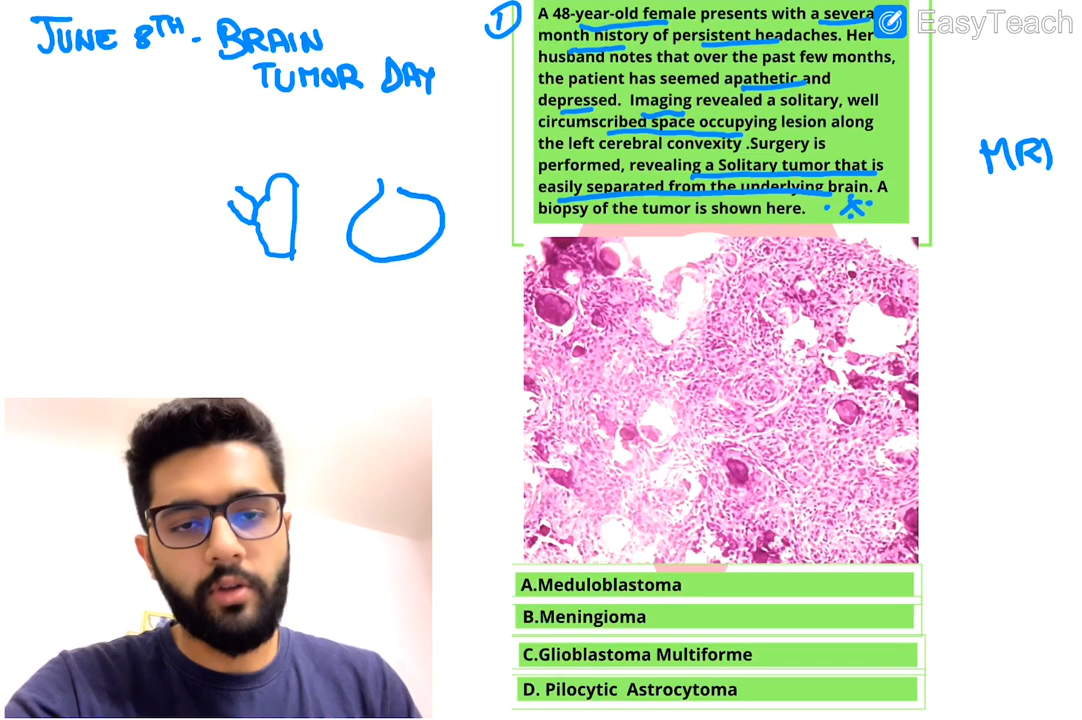 JUNE 8TH - BRAIN
TUMOR DAY
1
A 48-year-old female presents with a severa
month history of persistent headaches. Her
husband notes that over the past few months,
the patient has seemed apathetic and
depressed. Imaging revealed a solitary, well
circumscribed space occupying lesion along
the left cerebral convexity .Surgery is
performed, revealing a Solitary tumor that is
easily separated from the underlying brain. A
biopsy of the tumor is shown here.
EasyTeach
MRI
A.Meduloblastoma
B.Meningioma
C.Glioblastoma Multiforme
D. Pilocytic Astrocytoma